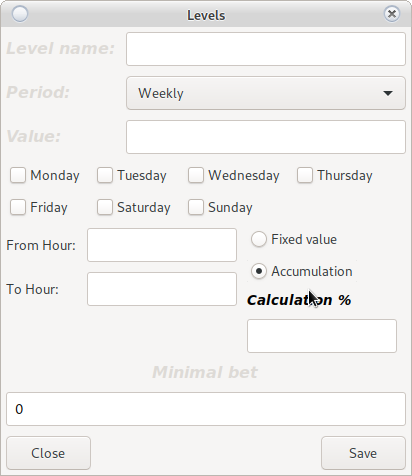 Levels
Level name:
Period:
Weekly
Value:
Monday Tuesday Wednesday Thursday
Friday Saturday Sunday
From Hour:
Fixed value
Accumulation
To Hour:
Calculation %
Minimal bet
0
Close Save